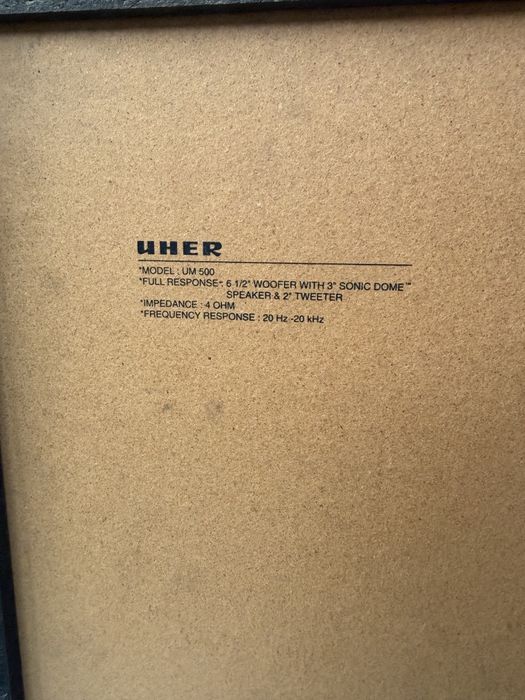 UHER
*MODEL : UM 500
*FULL RESPONSE : 6 1/2" WOOFER WITH 3" SONIC DOME™
SPEAKER & 2" TWEETER
*IMPEDANCE : 4 OHM
*FREQUENCY RESPONSE : 20 Hz -20 kHz